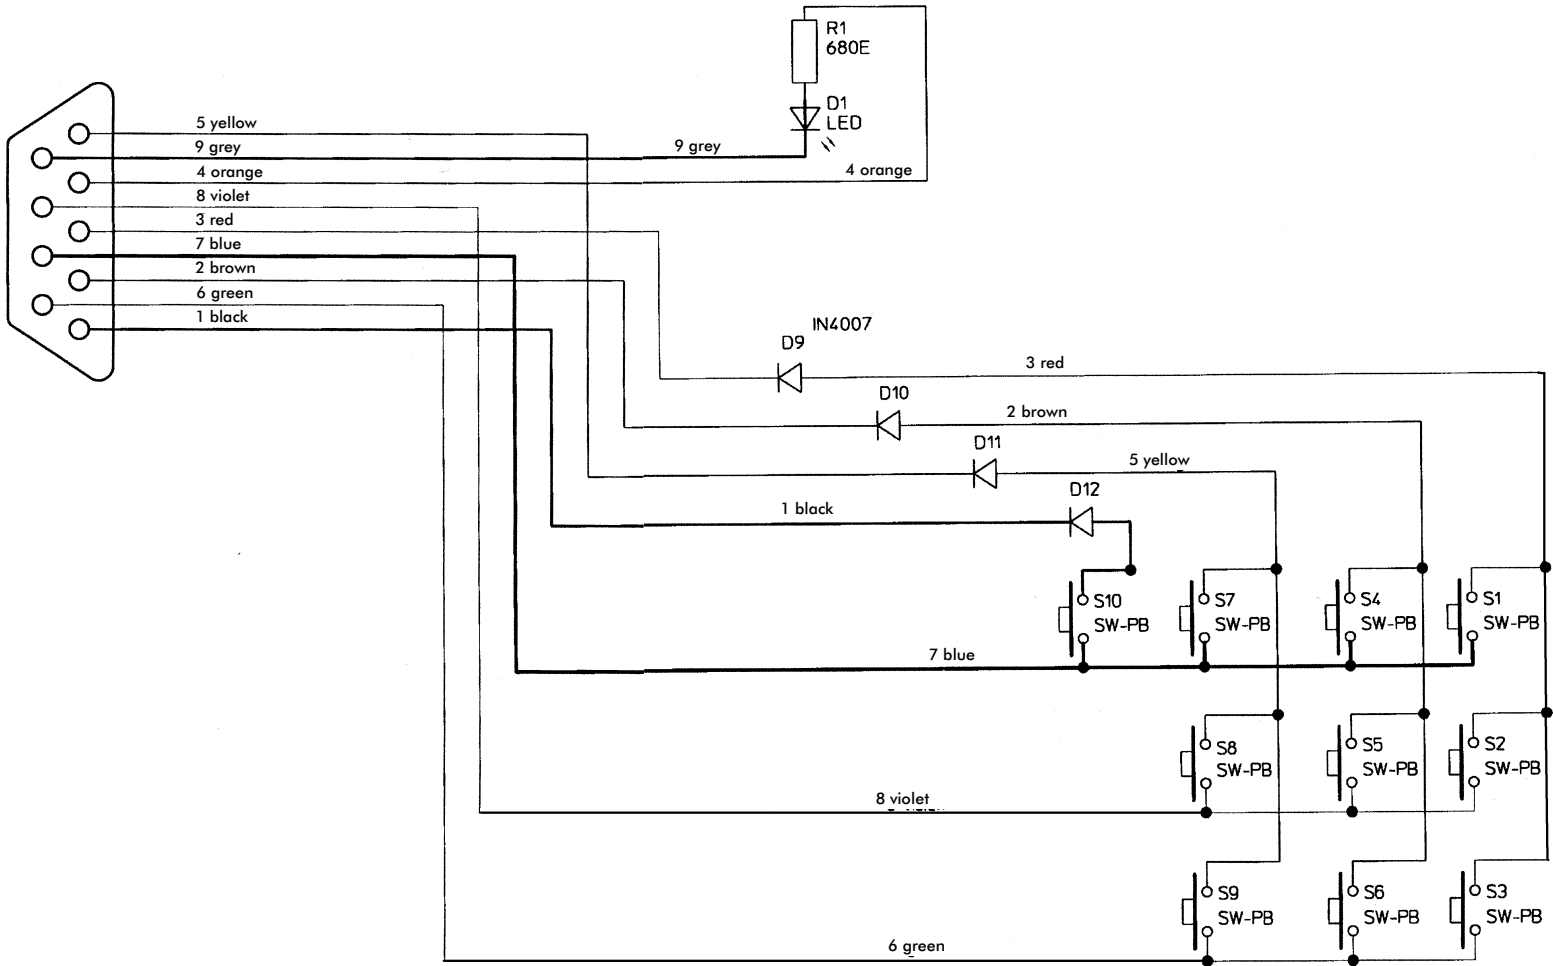 R1
680E
D1
LED
5 yellow
9 grey
9 grey
4 orange
4 orange
8 violet
3 red
7 blue
2 brown
6 green
1 black
IN4007
D9
3 red
D10
2 brown
D11
5 yellow
D12
1 black
S10
SW-PB
S7
SW-PB
S4
SW-PB
S1
SW-PB
7 blue
S8
SW-PB
S5
SW-PB
S2
SW-PB
8 violet
S9
SW-PB
S6
SW-PB
S3
SW-PB
6 green